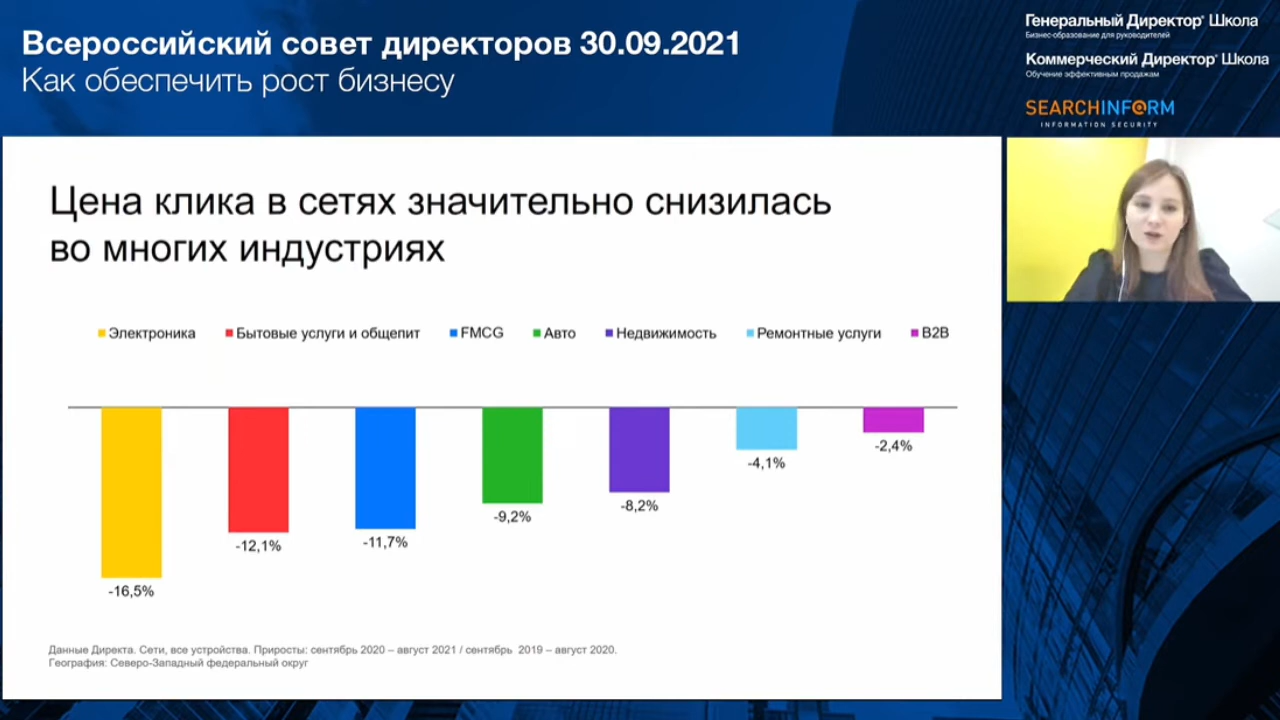 Всероссийский совет директоров 30.09.2021
Как обеспечить рост бизнесу
Генеральный Директор® Школа
Бизнес-образование для руководителей
Коммерческий Директор® Школа
Обучение эффективным продажам
SEARCHINF@RM
INFORMATION SECURITY
Цена клика в сетях значительно снизилась
во многих индустриях
Электроника Бытовые услуги и общепит FMCG Авто Недвижимость Ремонтные услуги B2B
-16,5%
-12,1%
-11,7%
-9,2%
-8,2%
-4,1%
-2,4%
Данные Директа. Сети, все устройства. Приросты: сентябрь 2020 – август 2021 / сентябрь 2019 – август 2020.
География: Северо-Западный федеральный округ